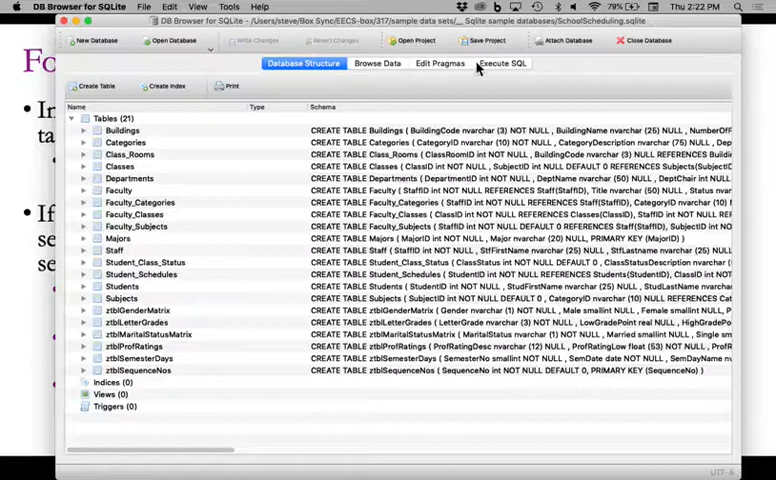 DB Browser for SQLite File Edit View Tools Help 79% Thu 2:22 PM
DB Browser for SQLite - /Users/steve/Box Sync/EECS-box/317/sample data sets/__ Sqlite sample databases/SchoolScheduling.sqlite
New Database Open Database Write Changes Revert Changes Open Project Save Project Attach Database Close Database
Database Structure Browse Data Edit Pragmas Execute SQL
Create Table Create Index Print
Name Type Schema
Tables (21)
Buildings CREATE TABLE Buildings ( BuildingCode nvarchar (3) NOT NULL , BuildingName nvarchar (25) NULL , NumberOf
Categories CREATE TABLE Categories ( CategoryID nvarchar (10) NOT NULL , CategoryDescription nvarchar (75) NULL , Dep
Class_Rooms CREATE TABLE Class_Rooms ( ClassRoomID int NOT NULL , BuildingCode nvarchar (3) NULL REFERENCES Build
Classes CREATE TABLE Classes ( ClassID int NOT NULL , SubjectID int NULL DEFAULT 0 REFERENCES Subjects(SubjectI
Departments CREATE TABLE Departments ( DepartmentID int NOT NULL , DeptName nvarchar (50) NULL , DeptChair int NULL D
Faculty CREATE TABLE Faculty ( StaffID int NOT NULL REFERENCES Staff(StaffID), Title nvarchar (50) NULL , Status nvarc
Faculty_Categories CREATE TABLE Faculty_Categories ( StaffID int NOT NULL REFERENCES Staff(StaffID), CategoryID nvarchar (10) N
Faculty_Classes CREATE TABLE Faculty_Classes ( ClassID int NOT NULL REFERENCES Classes(ClassID), StaffID int NOT NULL RE
Faculty_Subjects CREATE TABLE Faculty_Subjects ( StaffID int NOT NULL DEFAULT 0 REFERENCES Staff(StaffID), SubjectID int NOT
Majors CREATE TABLE Majors ( MajorID int NOT NULL , Major nvarchar (20) NULL , PRIMARY KEY (MajorID) )
Staff CREATE TABLE Staff ( StaffID int NOT NULL , StfFirstName nvarchar (25) NULL , StfLastname nvarchar (25) NULL ,
Student_Class_Status CREATE TABLE Student_Class_Status ( ClassStatus int NOT NULL DEFAULT 0 , ClassStatusDescription nvarchar (
Student_Schedules CREATE TABLE Student_Schedules ( StudentID int NOT NULL REFERENCES Students(StudentID), ClassID int NO
Students CREATE TABLE Students ( StudentID int NOT NULL , StudFirstName nvarchar (25) NULL , StudLastName nvarchar
Subjects CREATE TABLE Subjects ( SubjectID int NOT NULL DEFAULT 0 , CategoryID nvarchar (10) NULL REFERENCES Ca
ztblGenderMatrix CREATE TABLE ztblGenderMatrix ( Gender nvarchar (1) NOT NULL , Male smallint NULL , Female smallint NULL , PR
ztblLetterGrades CREATE TABLE ztblLetterGrades ( LetterGrade nvarchar (3) NOT NULL , LowGradePoint real NULL , HighGradePo
ztblMaritalStatusMatrix CREATE TABLE ztblMaritalStatusMatrix ( MaritalStatus nvarchar (1) NOT NULL , Married smallint NULL , Single sm
ztblProfRatings CREATE TABLE ztblProfRatings ( ProfRatingDesc nvarchar (12) NOT NULL , ProfRatingLow float (53) NOT NULL , P
ztblSemesterDays CREATE TABLE ztblSemesterDays ( SemesterNo smallint NOT NULL , SemDate date NOT NULL , SemDayName nv
ztblSequenceNos CREATE TABLE ztblSequenceNos ( SequenceNo int NOT NULL DEFAULT 0, PRIMARY KEY (SequenceNo) )
Indices (0)
Views (0)
Triggers (0)
UTF-8
Fo
In
ta
If
se
se